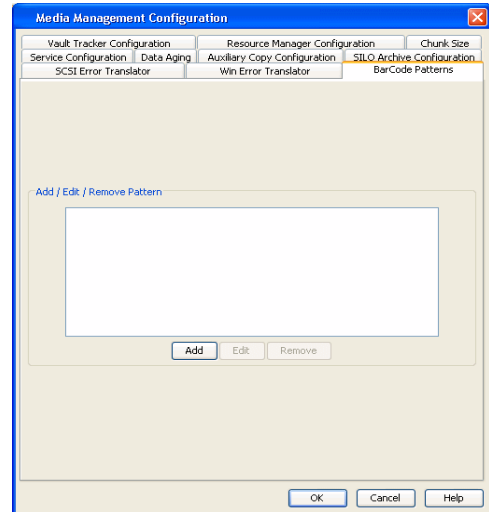 Media Management Configuration
Vault Tracker Configuration Resource Manager Configuration Chunk Size
Service Configuration Data Aging Auxiliary Copy Configuration SILO Archive Configuration
SCSI Error Translator Win Error Translator BarCode Patterns
Add / Edit / Remove Pattern
Add Edit Remove
OK Cancel Help